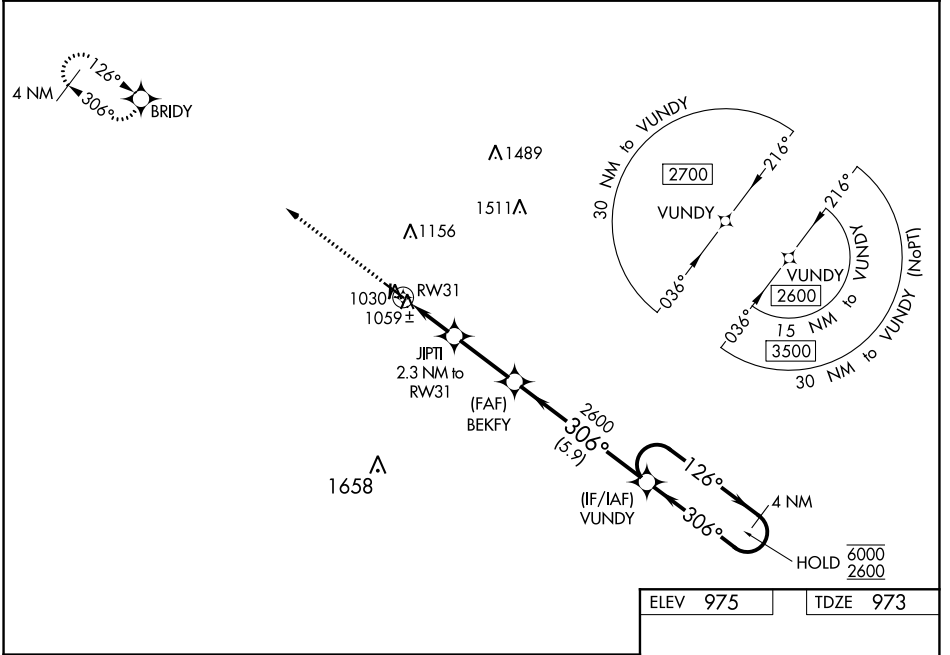 126°
306°
4 NM
BRIDY
1489
1511
1156
1030
RW31
1059±
JIPTI
2.3 NM to
RW31
(FAF)
BEKFY
2600
306°
(5.9)
1658
(IF/IAF)
VUNDY
126°
306°
4 NM
HOLD 6000
2600
30 NM to VUNDY
2700
216°
VUNDY
036°
216°
VUNDY
2600
15 NM to VUNDY
3500
30 NM to VUNDY (NoPT)
036°
ELEV 975
TDZE 973